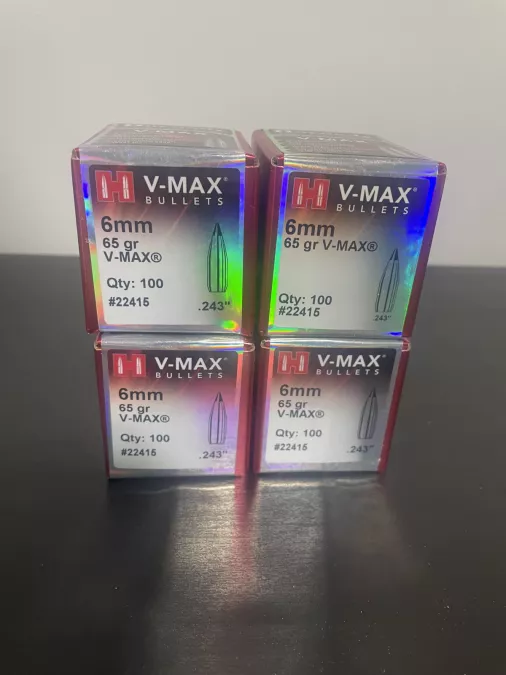 H V-MAX®
BULLETS
6mm
65 gr
V-MAX®
Qty: 100
#22415
.243"
H V-MAX®
BULLETS
6mm
65 gr V-MAX®
Qty: 100
#22415
.243"
H V-MAX®
BULLETS
6mm
65 gr
V-MAX®
Qty: 100
#22415
.243"
H V-MAX®
BULLETS
6mm
65 gr
V-MAX®
Qty: 100
#22415
.243"